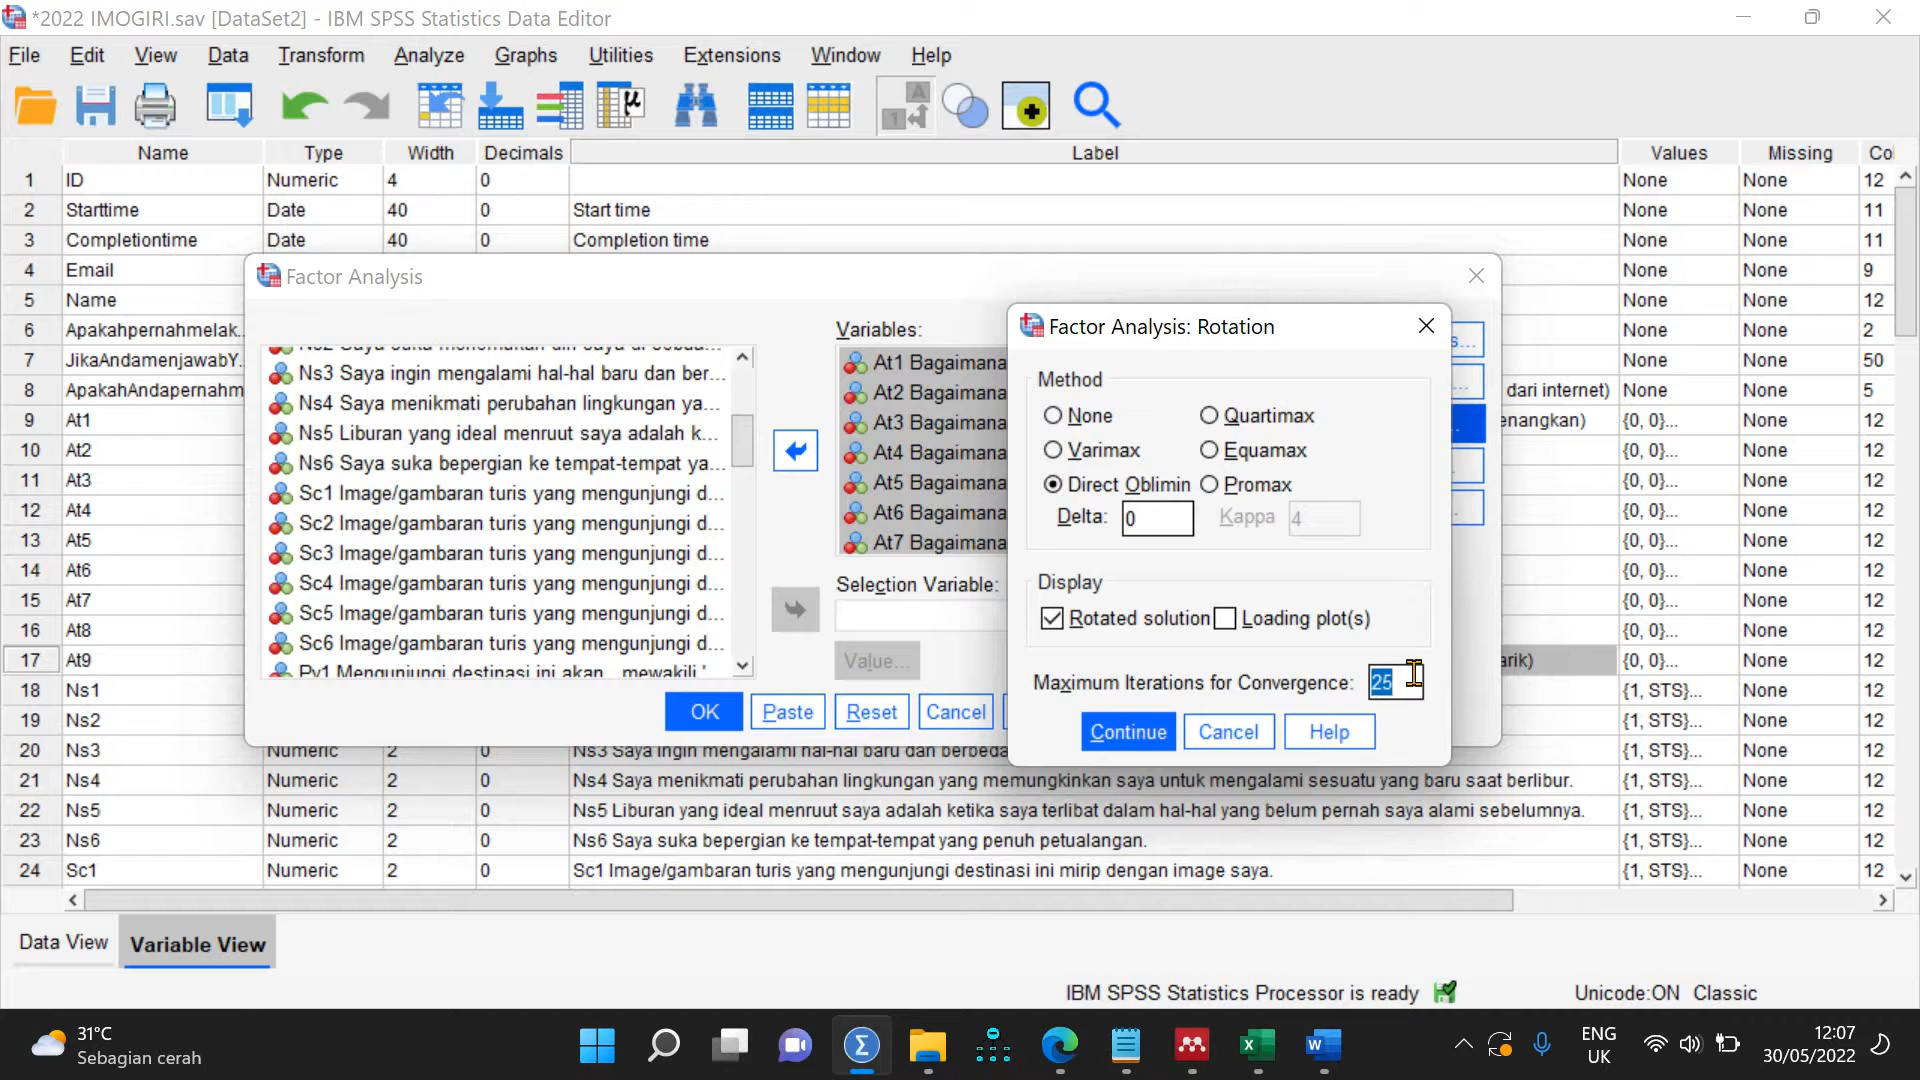 *2022 IMOGIRI.sav [DataSet2] - IBM SPSS Statistics Data Editor
File Edit View Data Transform Analyze Graphs Utilities Extensions Window Help
Name Type Width Decimals Label Values Missing Col
1 ID Numeric 4 0 None None 12
2 Starttime Date 40 0 Start time None None 11
3 Completiontime Date 40 0 Completion time None None 11
4 Email None None 9
5 Name None None 12
6 Apakahpernahmelak... None None 2
7 JikaAndamenjawabY... None None 50
8 ApakahAndapernahm dari internet) None None 5
9 At1 enangkan) {0, 0}... None 12
10 At2 {0, 0}... None 12
11 At3 {0, 0}... None 12
12 At4 {0, 0}... None 12
13 At5 {0, 0}... None 12
14 At6 {0, 0}... None 12
15 At7 {0, 0}... None 12
16 At8 {0, 0}... None 12
17 At9 arik) {0, 0}... None 12
18 Ns1 {1, STS}... None 12
19 Ns2 {1, STS}... None 12
20 Ns3 Numeric 2 0 Ns3 Saya ingin mengalami hal-hal baru dan berbeda {1, STS}... None 12
21 Ns4 Numeric 2 0 Ns4 Saya menikmati perubahan lingkungan yang memungkinkan saya untuk mengalami sesuatu yang baru saat berlibur. {1, STS}... None 12
22 Ns5 Numeric 2 0 Ns5 Liburan yang ideal menruut saya adalah ketika saya terlibat dalam hal-hal yang belum pernah saya alami sebelumnya. {1, STS}... None 12
23 Ns6 Numeric 2 0 Ns6 Saya suka bepergian ke tempat-tempat yang penuh petualangan. {1, STS}... None 12
24 Sc1 Numeric 2 0 Sc1 Image/gambaran turis yang mengunjungi destinasi ini mirip dengan image saya. {1, STS}... None 12
Factor Analysis
Ns3 Saya ingin mengalami hal-hal baru dan ber...
Ns4 Saya menikmati perubahan lingkungan ya...
Ns5 Liburan yang ideal menruut saya adalah k...
Ns6 Saya suka bepergian ke tempat-tempat ya...
Sc1 Image/gambaran turis yang mengunjungi d...
Sc2 Image/gambaran turis yang mengunjungi d...
Sc3 Image/gambaran turis yang mengunjungi d...
Sc4 Image/gambaran turis yang mengunjungi d...
Sc5 Image/gambaran turis yang mengunjungi d...
Sc6 Image/gambaran turis yang mengunjungi d...
Py1 Mengunjungi destinasi ini akan... mewakili '
Variables:
At1 Bagaimana
At2 Bagaimana
At3 Bagaimana
At4 Bagaimana
At5 Bagaimana
At6 Bagaimana
At7 Bagaimana
Selection Variable:
Value...
OK Paste Reset Cancel
Factor Analysis: Rotation
Method
None Quartimax
Varimax Equamax
Direct Oblimin Promax
Delta: 0 Kappa 4
Display
Rotated solution Loading plot(s)
Maximum Iterations for Convergence: 25
Continue Cancel Help
Data View Variable View
IBM SPSS Statistics Processor is ready Unicode:ON Classic
31°C
Sebagian cerah
ENG
UK
12:07
30/05/2022